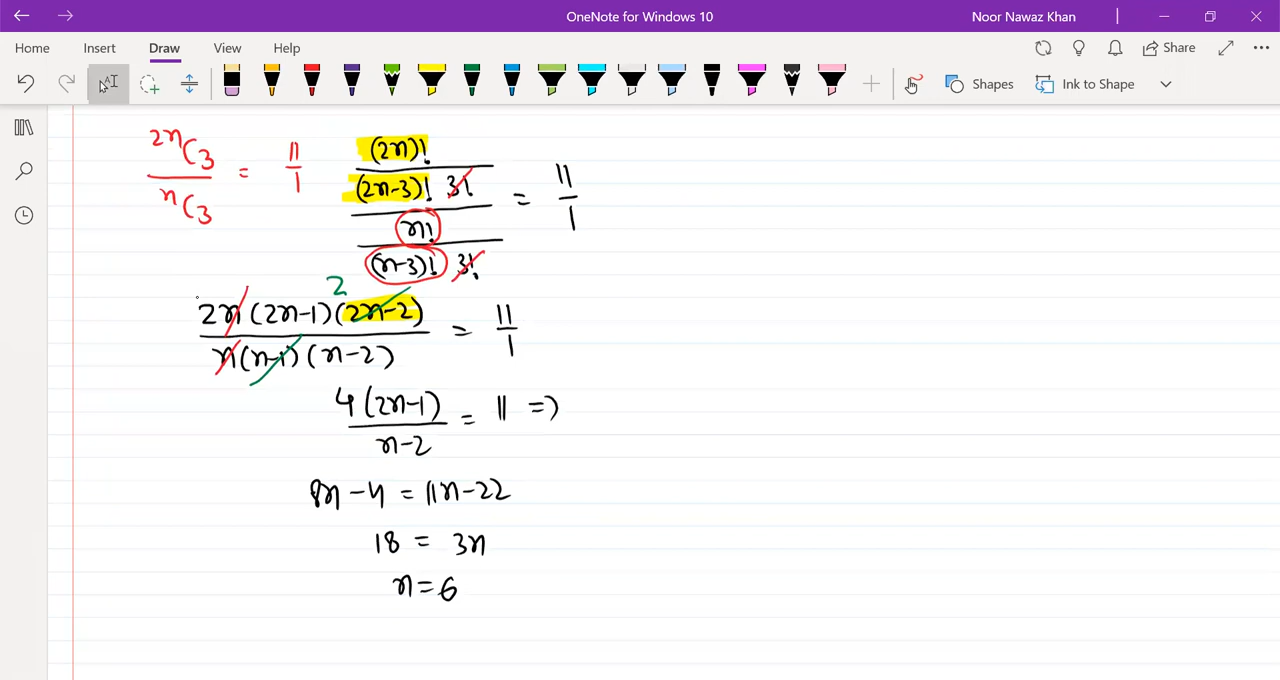 OneNote for Windows 10
Noor Nawaz Khan
Home Insert Draw View Help
Share
Shapes
Ink to Shape
2nC3 / nC3 = 11/1
(2n)! / (2n-3)! 3! / n! / (n-3)! 3! = 11/1
2
2n(2n-1)(2n-2) / n(n-1)(n-2) = 11/1
4(2n-1) / n-2 = 11 =>
8n-4 = 11n-22
18 = 3n
n=6